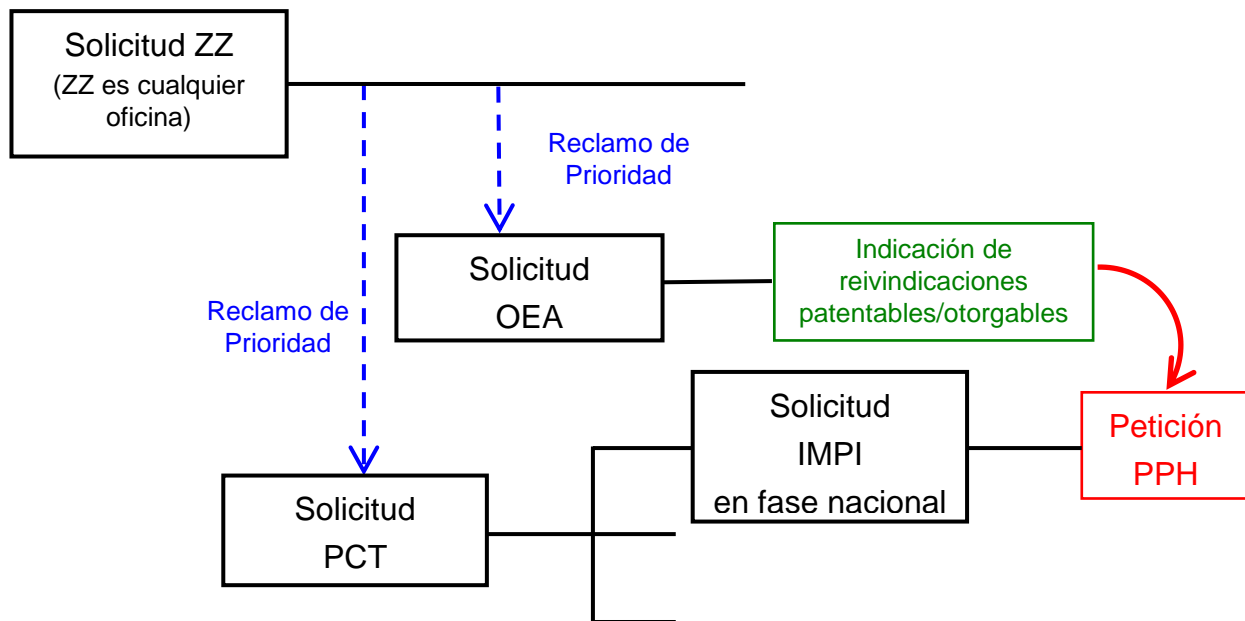 Solicitud ZZ
(ZZ es cualquier
oficina)
Reclamo de
Prioridad
Solicitud
OEA
Indicación de
reivindicaciones
patentables/otorgables
Reclamo de
Prioridad
Solicitud
IMPI
en fase nacional
Petición
PPH
Solicitud
PCT